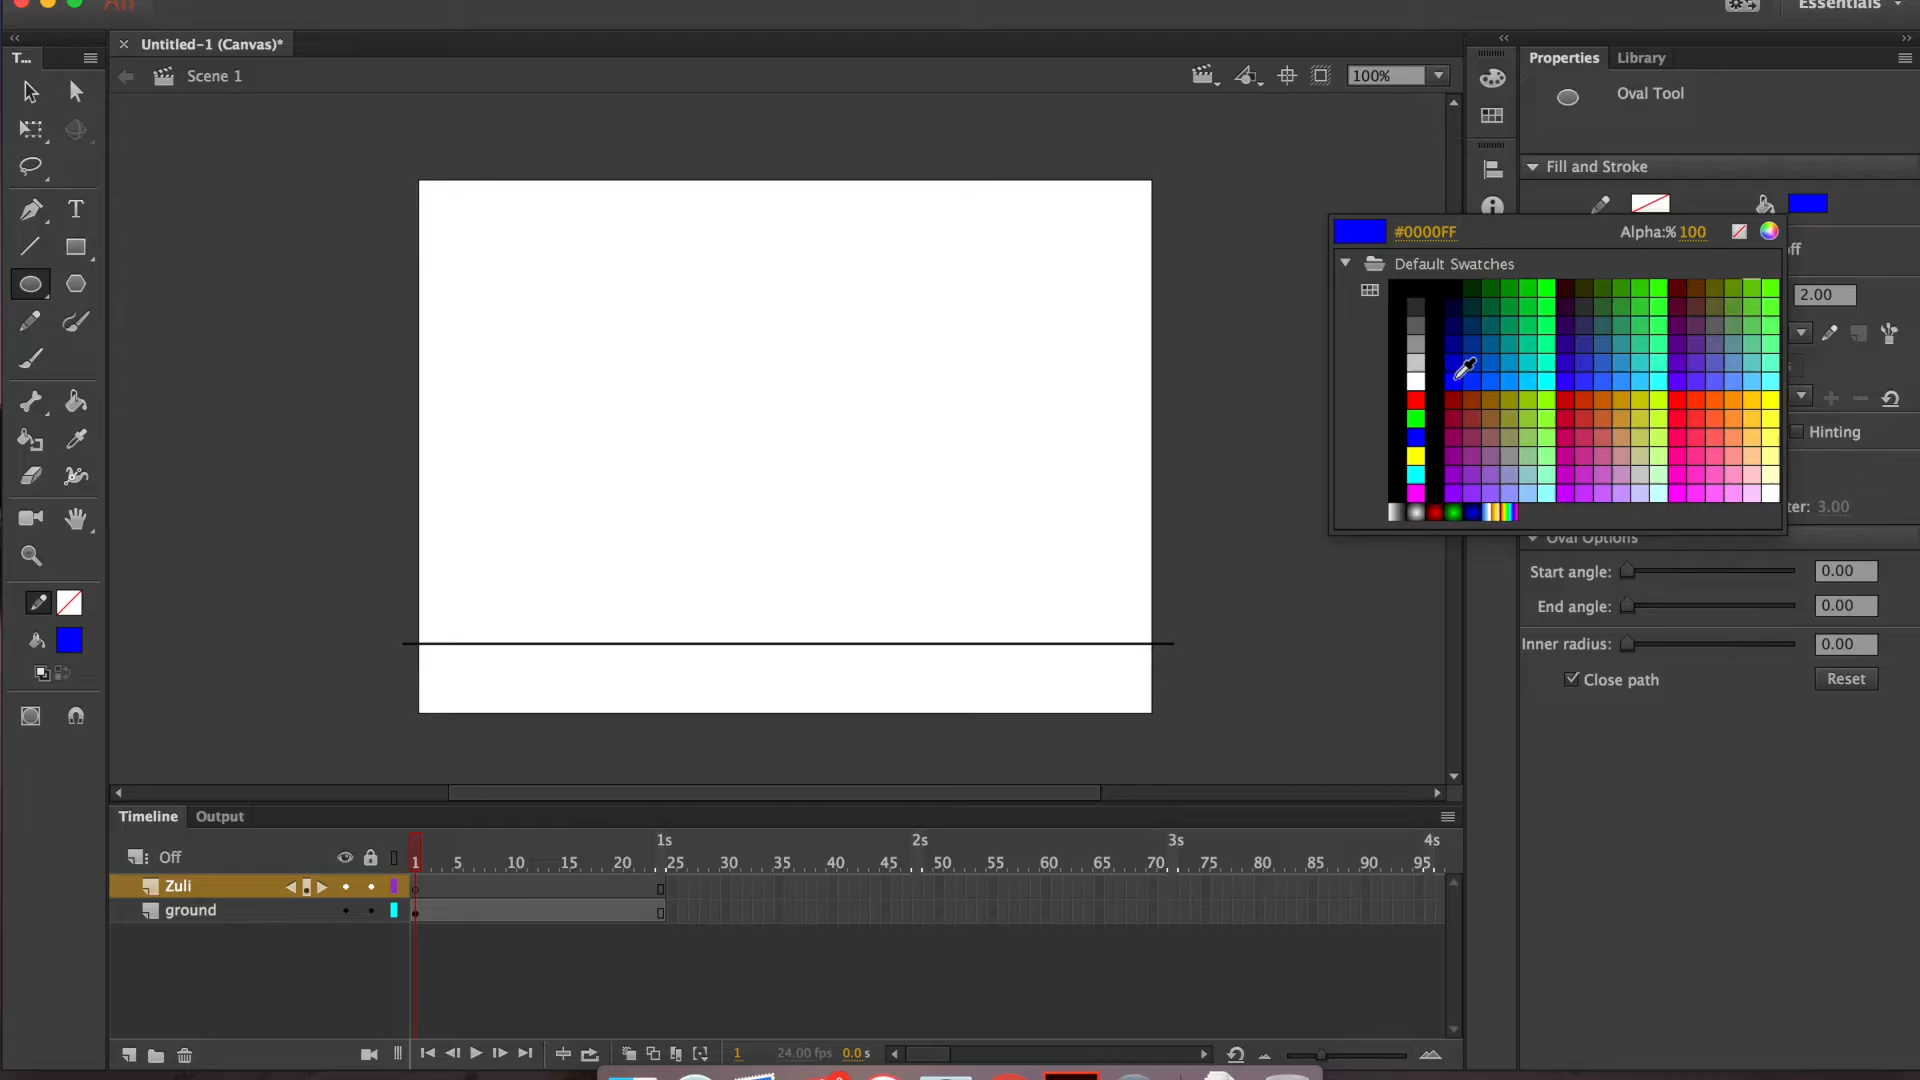 An
Essentials
Untitled-1 (Canvas)*
T...
Properties
Library
Scene 1
100%
Oval Tool
Fill and Stroke
#0000FF
Alpha:% 100
Default Swatches
ff
2.00
Hinting
ter: 3.00
Oval Options
Start angle:
0.00
End angle:
0.00
Inner radius:
0.00
Close path
Reset
Timeline
Output
1s 2s 3s 4s
Off
1 5 10 15 20 25 30 35 40 45 50 55 60 65 70 75 80 85 90 95
Zuli
ground
1 24.00 fps 0.0 s